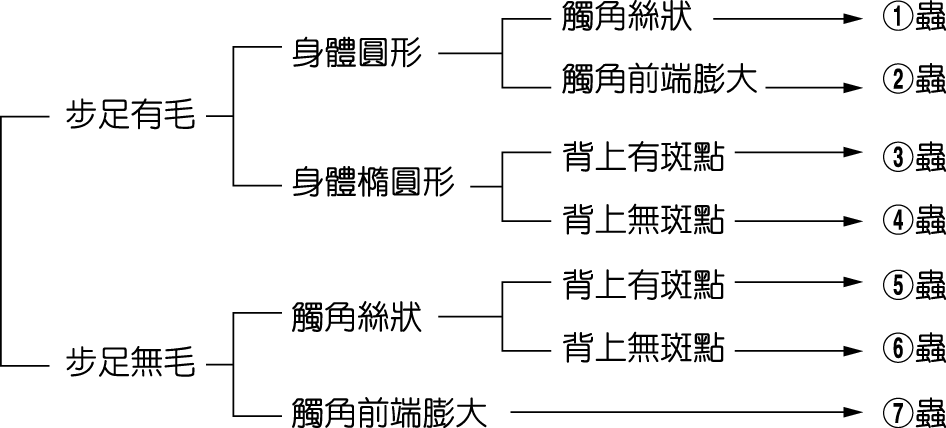 觸角絲狀 ①蟲
身體圓形
觸角前端膨大 ②蟲
步足有毛
背上有斑點 ③蟲
身體橢圓形
背上無斑點 ④蟲
背上有斑點 ⑤蟲
觸角絲狀
背上無斑點 ⑥蟲
步足無毛
觸角前端膨大 ⑦蟲